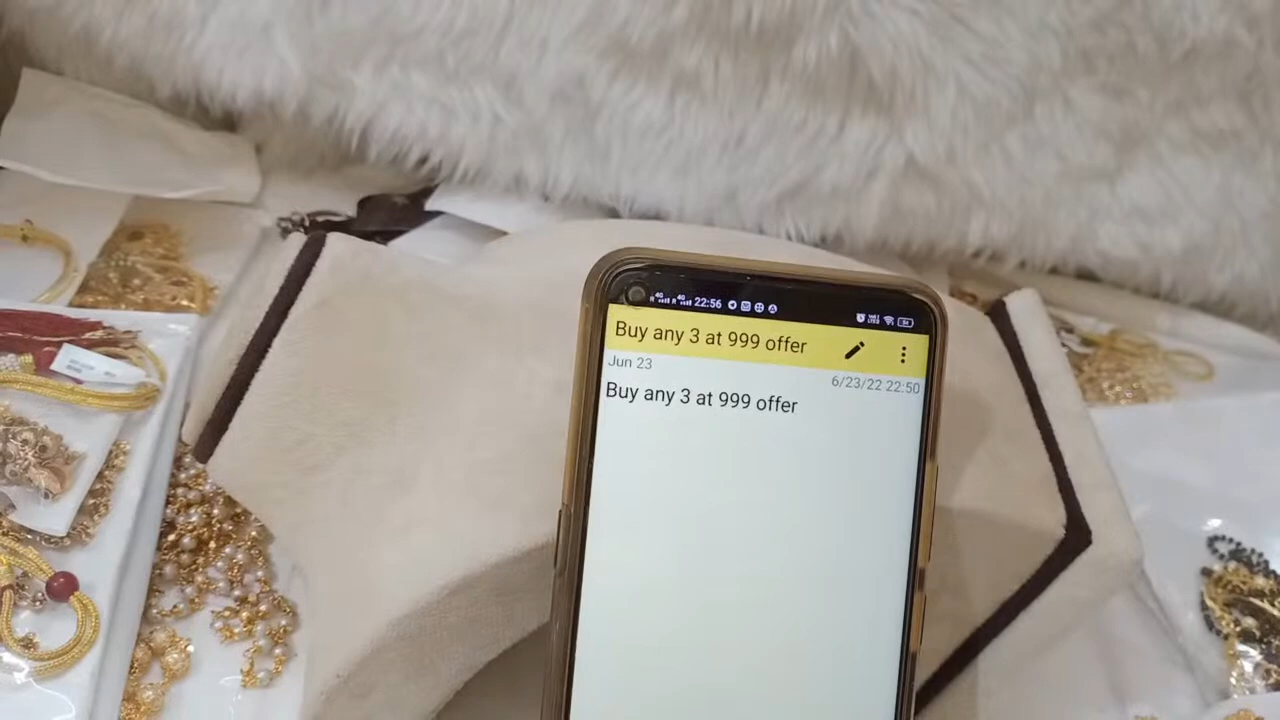 22:56
Buy any 3 at 999 offer
Jun 23
6/23/22 22:50
Buy any 3 at 999 offer